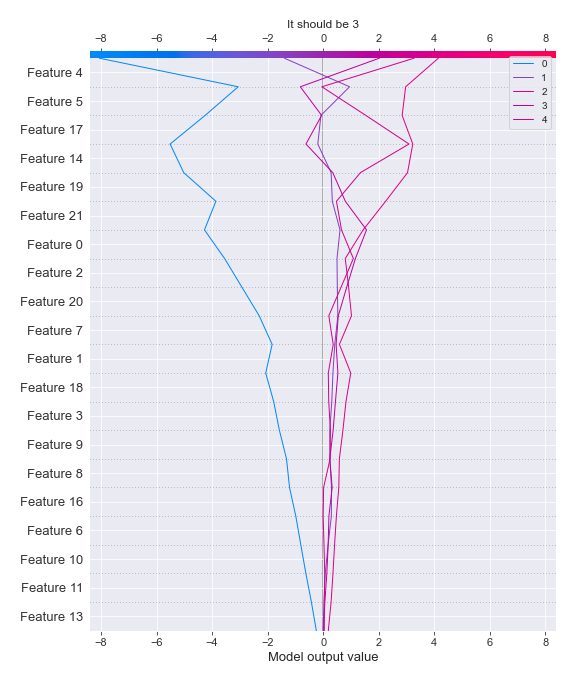 It should be 3
−8 −6 −4 −2 0 2 4 6 8
0
1
2
3
4
Feature 4
Feature 5
Feature 17
Feature 14
Feature 19
Feature 21
Feature 0
Feature 2
Feature 20
Feature 7
Feature 1
Feature 18
Feature 3
Feature 9
Feature 8
Feature 16
Feature 6
Feature 10
Feature 11
Feature 13
−8 −6 −4 −2 0 2 4 6 8
Model output value